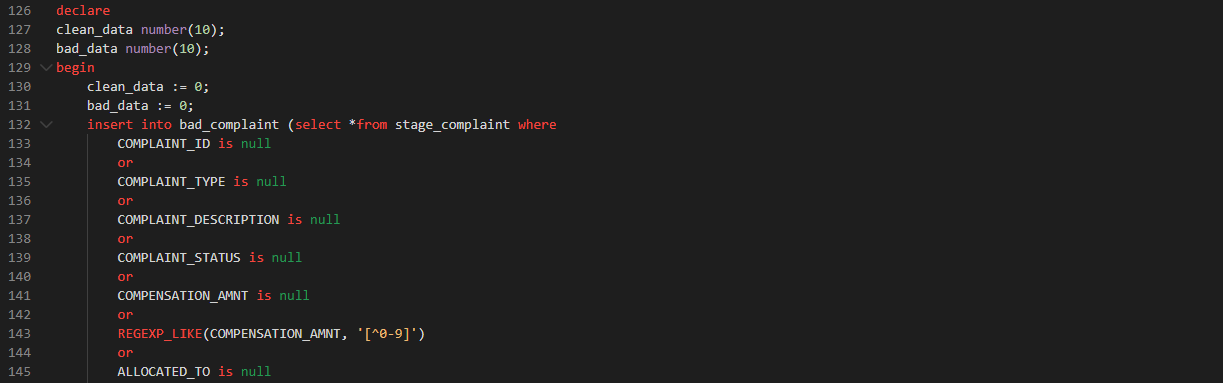 126 declare
127 clean_data number(10);
128 bad_data number(10);
129 begin
130 clean_data := 0;
131 bad_data := 0;
132 insert into bad_complaint (select *from stage_complaint where
133 COMPLAINT_ID is null
134 or
135 COMPLAINT_TYPE is null
136 or
137 COMPLAINT_DESCRIPTION is null
138 or
139 COMPLAINT_STATUS is null
140 or
141 COMPENSATION_AMNT is null
142 or
143 REGEXP_LIKE(COMPENSATION_AMNT, '[^0-9]')
144 or
145 ALLOCATED_TO is null